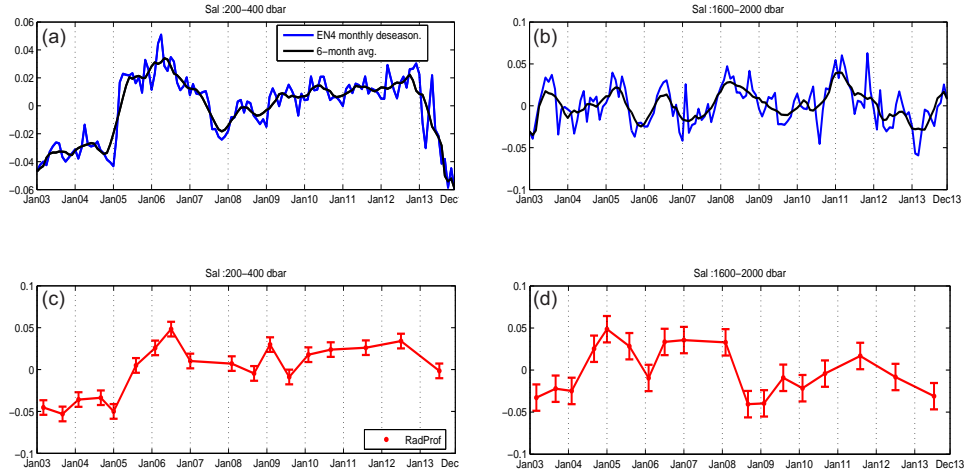 Sal :200−400 dbar
(a)
EN4 monthly deseason.
6−month avg.
0.06
0.04
0.02
0
−0.02
−0.04
−0.06
Jan03 Jan04 Jan05 Jan06 Jan07 Jan08 Jan09 Jan10 Jan11 Jan12 Jan13 Dec
Sal :1600−2000 dbar
(b)
0.1
0.05
0
−0.05
−0.1
Jan03 Jan04 Jan05 Jan06 Jan07 Jan08 Jan09 Jan10 Jan11 Jan12 Jan13 Dec13
Sal :200−400 dbar
(c)
0.1
0.05
0
−0.05
−0.1
RadProf
Jan03 Jan04 Jan05 Jan06 Jan07 Jan08 Jan09 Jan10 Jan11 Jan12 Jan13 Dec
Sal :1600−2000 dbar
(d)
0.1
0.05
0
−0.05
−0.1
Jan03 Jan04 Jan05 Jan06 Jan07 Jan08 Jan09 Jan10 Jan11 Jan12 Jan13 Dec13